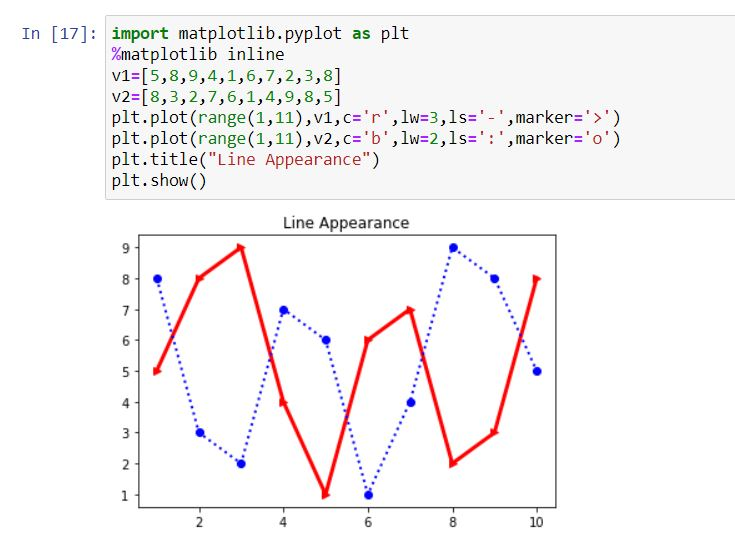 In [17]: import matplotlib.pyplot as plt
%matplotlib inline
v1=[5,8,9,4,1,6,7,2,3,8]
v2=[8,3,2,7,6,1,4,9,8,5]
plt.plot(range(1,11),v1,c='r',lw=3,ls='-',marker='>')
plt.plot(range(1,11),v2,c='b',lw=2,ls=':',marker='o')
plt.title("Line Appearance")
plt.show()
Line Appearance
9
8
7
6
5
4
3
2
1
2 4 6 8 10